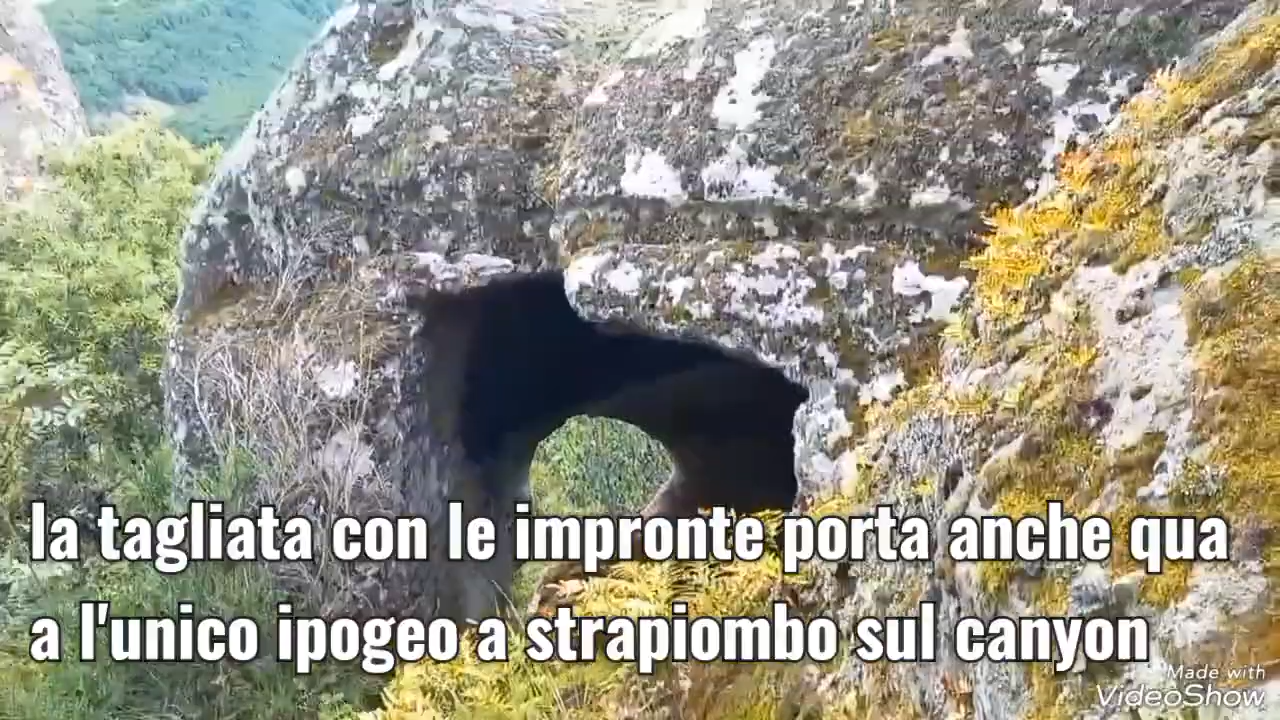 la tagliata con le impronte porta anche qua
a l'unico ipogeo a strapiombo sul canyon
Made with
VideoShow